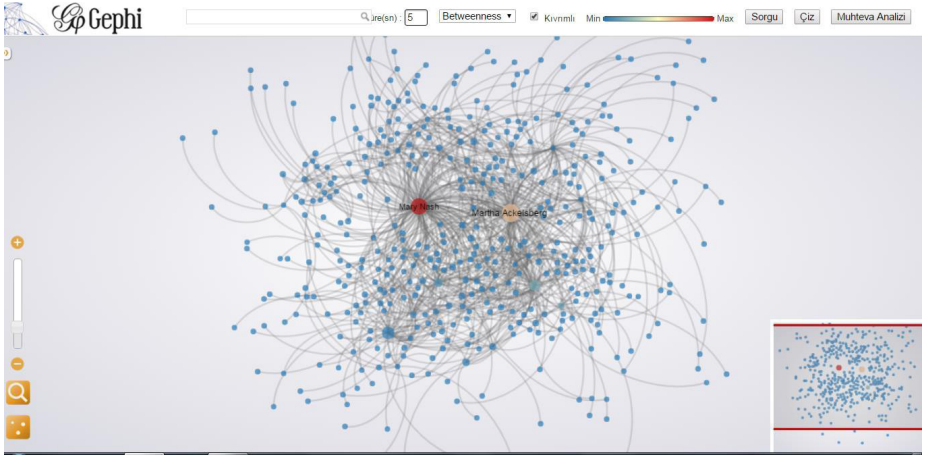 Gephi
üre(sn) : 5 Betweenness Kıvrımlı Min Max Sorgu Çiz Muhteva Analizi
Mary Nash
Martha Ackelsberg